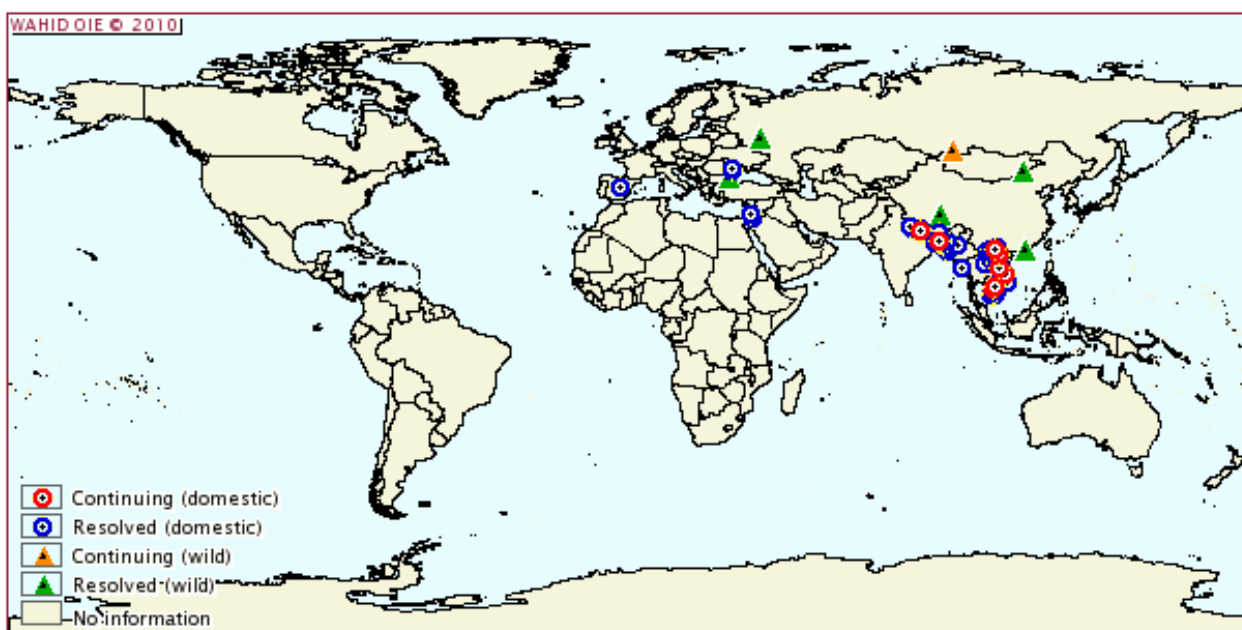 WAHID OIE © 2010
Continuing (domestic)
Resolved (domestic)
Continuing (wild)
Resolved (wild)
No information